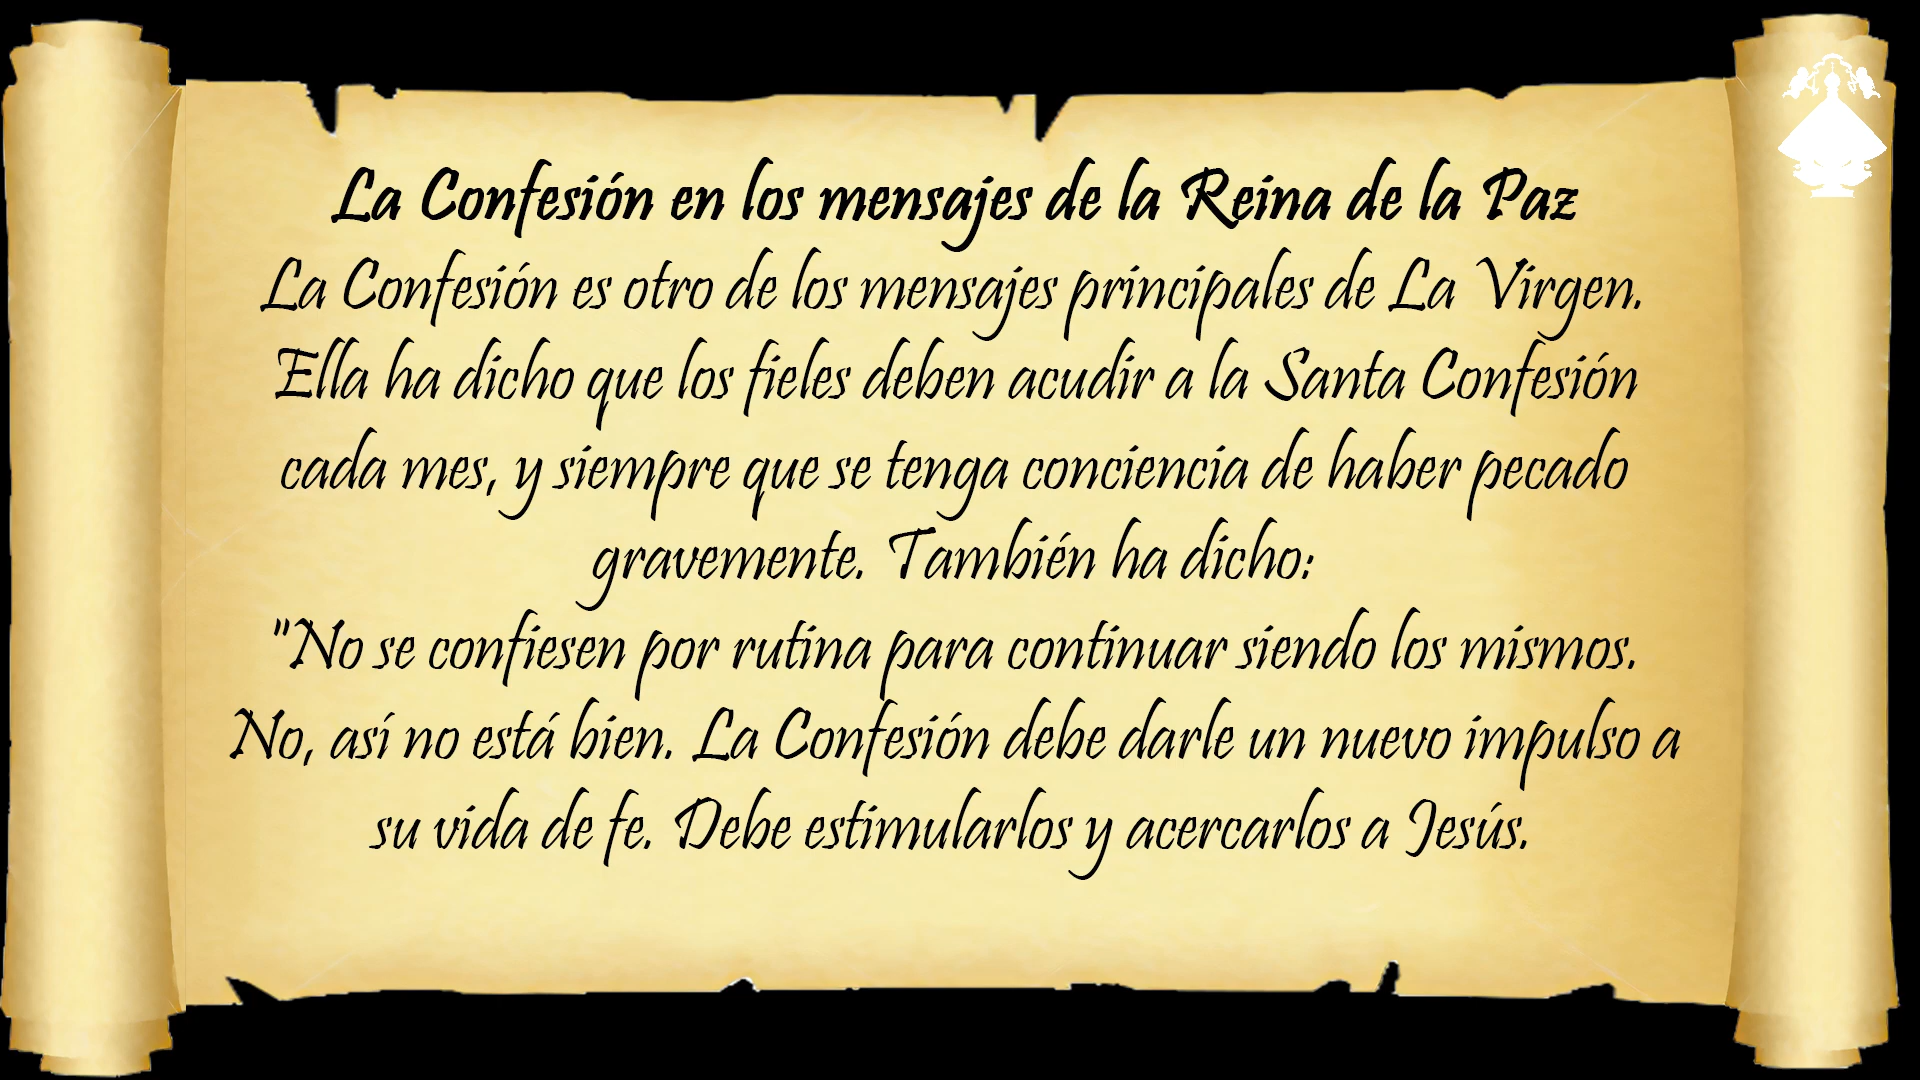 La Confesión en los mensajes de la Reina de la Paz
La Confesión es otro de los mensajes principales de La Virgen.
Ella ha dicho que los fieles deben acudir a la Santa Confesión
cada mes, y siempre que se tenga conciencia de haber pecado
gravemente. También ha dicho:
"No se confiesen por rutina para continuar siendo los mismos.
No, así no está bien. La Confesión debe darle un nuevo impulso a
su vida de fe. Debe estimularlos y acercarlos a Jesús.